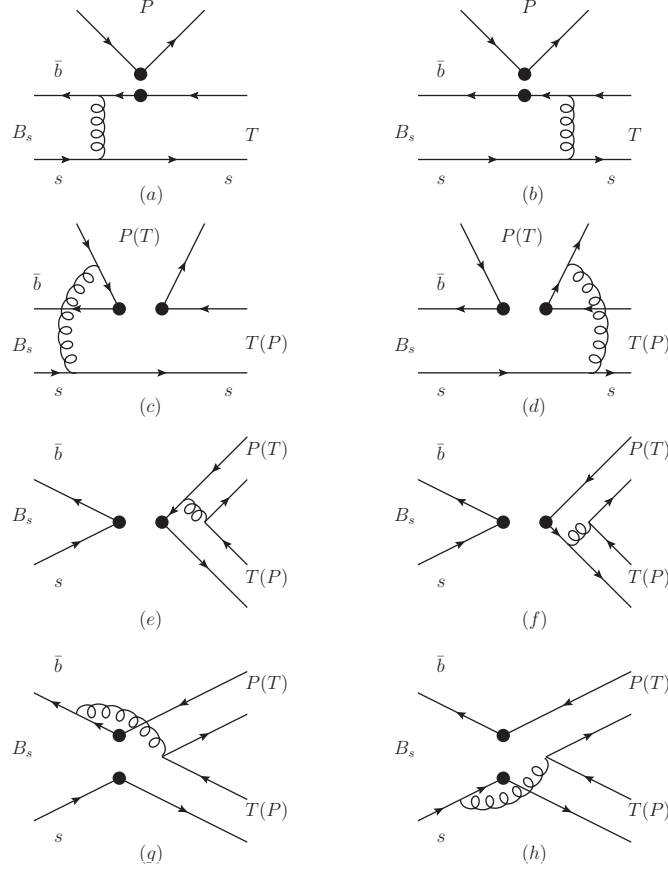 P P
b̄ b̄
B_s T B_s T
s s s s
(a) (b)
P(T) P(T)
b̄ b̄
B_s T(P) B_s T(P)
s s s s
(c) (d)
b̄ P(T) b̄ P(T)
B_s B_s
s T(P) s T(P)
(e) (f)
b̄ P(T) b̄ P(T)
B_s B_s
s T(P) s T(P)
(g) (h)